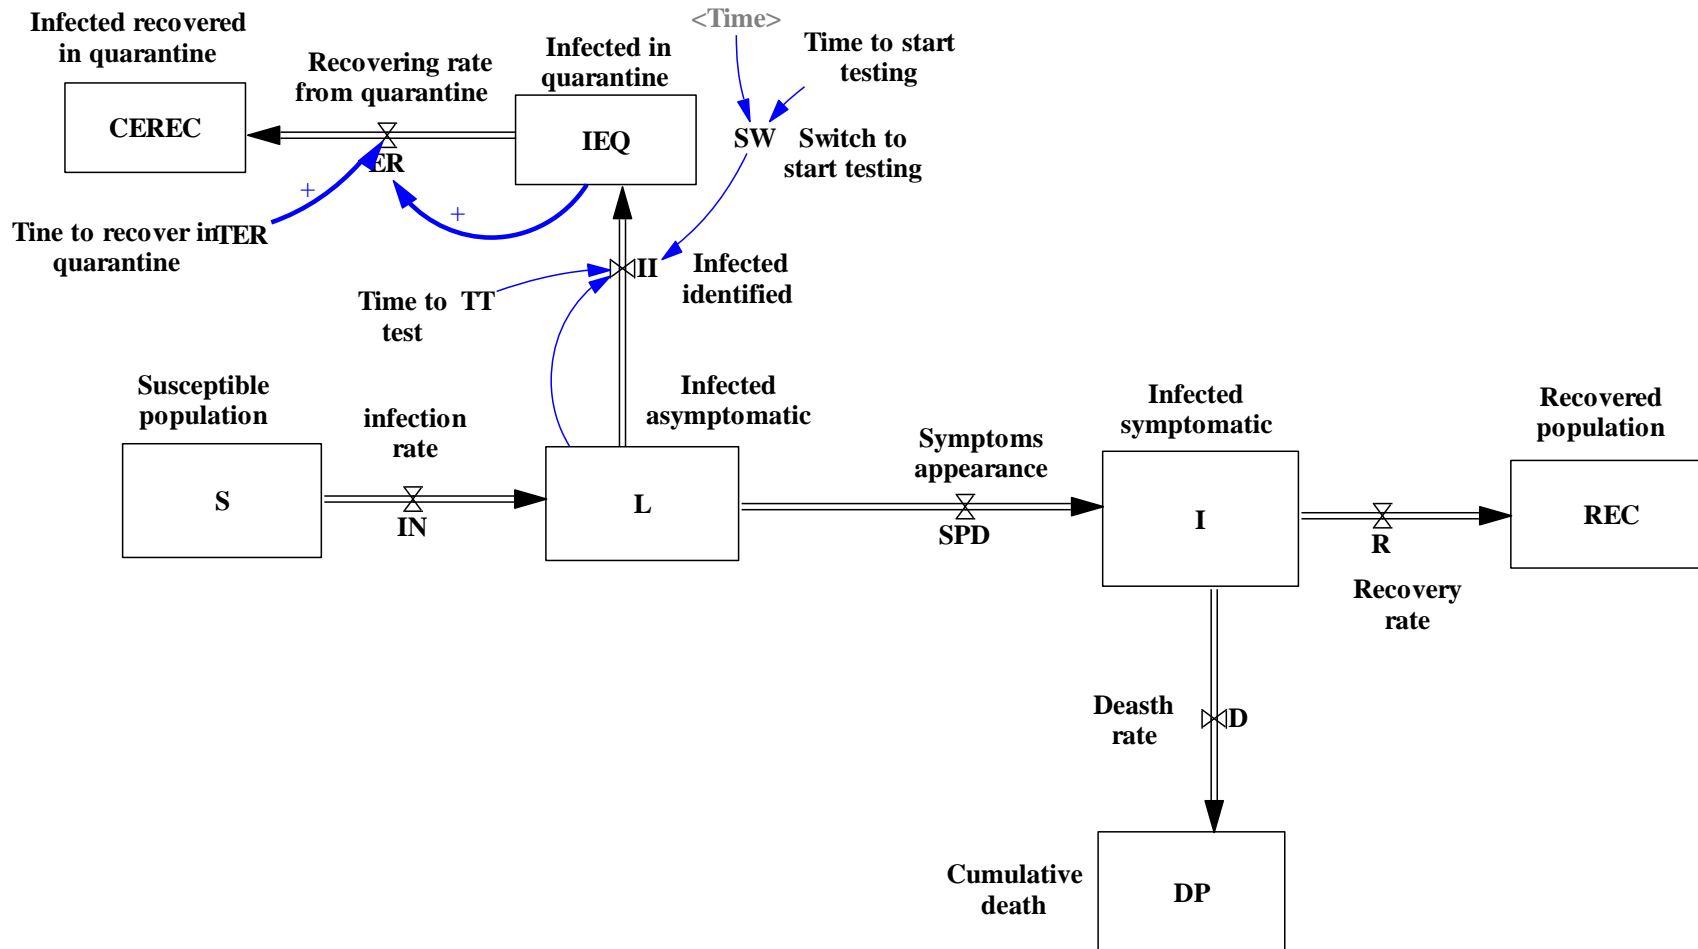 <Time>
Infected recovered
in quarantine
Recovering rate
from quarantine
Infected in
quarantine
Time to start
testing
CEREC
ER
IEQ
SW
Switch to
start testing
+
+
Tine to recover in
quarantine
TER
II
Infected
identified
Time to
test
TT
Susceptible
population
infection
rate
Infected
asymptomatic
Symptoms
appearance
Infected
symptomatic
Recovered
population
S
IN
L
SPD
I
R
REC
Recovery
rate
Deasth
rate
D
Cumulative
death
DP